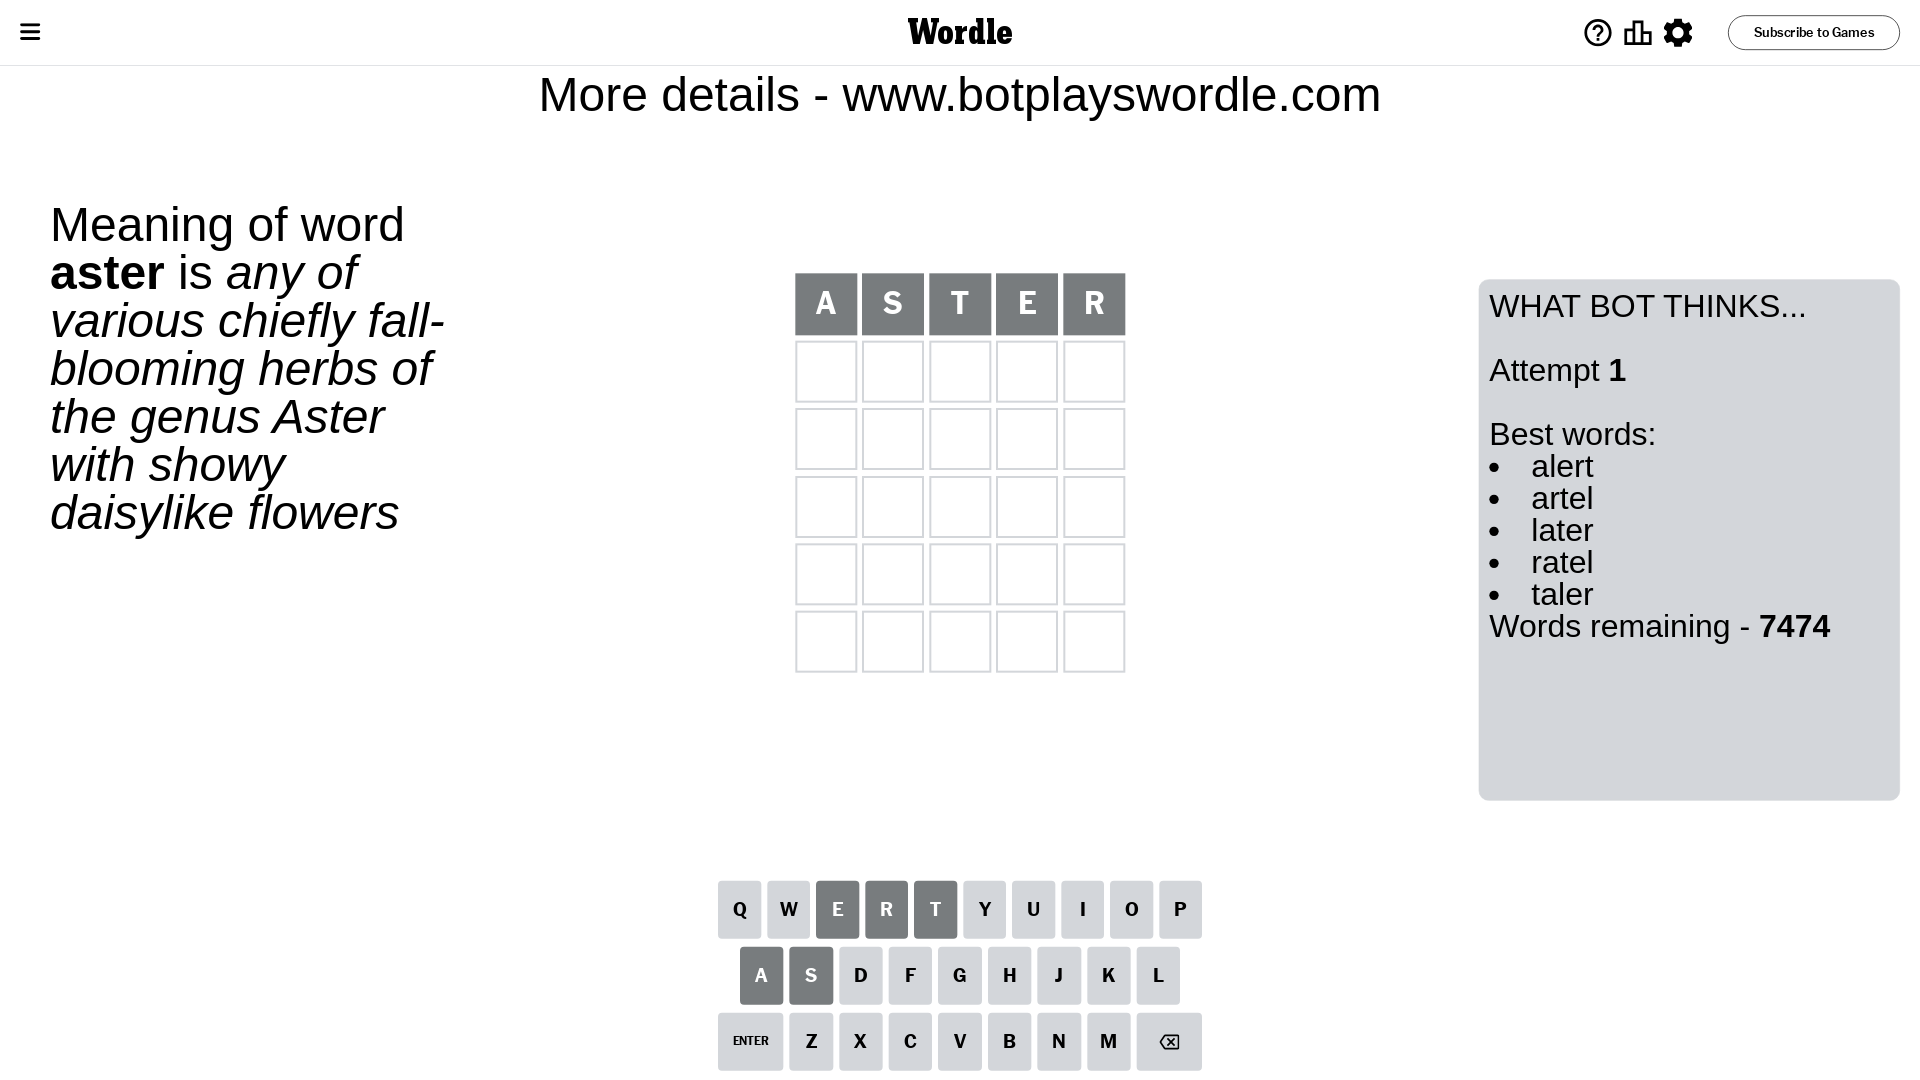 Wordle
Subscribe to Games
More details - www.botplayswordle.com
Meaning of word
aster is any of
various chiefly fall-
blooming herbs of
the genus Aster
with showy
daisylike flowers
A S T E R
WHAT BOT THINKS...
Attempt 1
Best words:
• alert
• artel
• later
• ratel
• taler
Words remaining - 7474
Q W E R T Y U I O P
A S D F G H J K L
ENTER Z X C V B N M